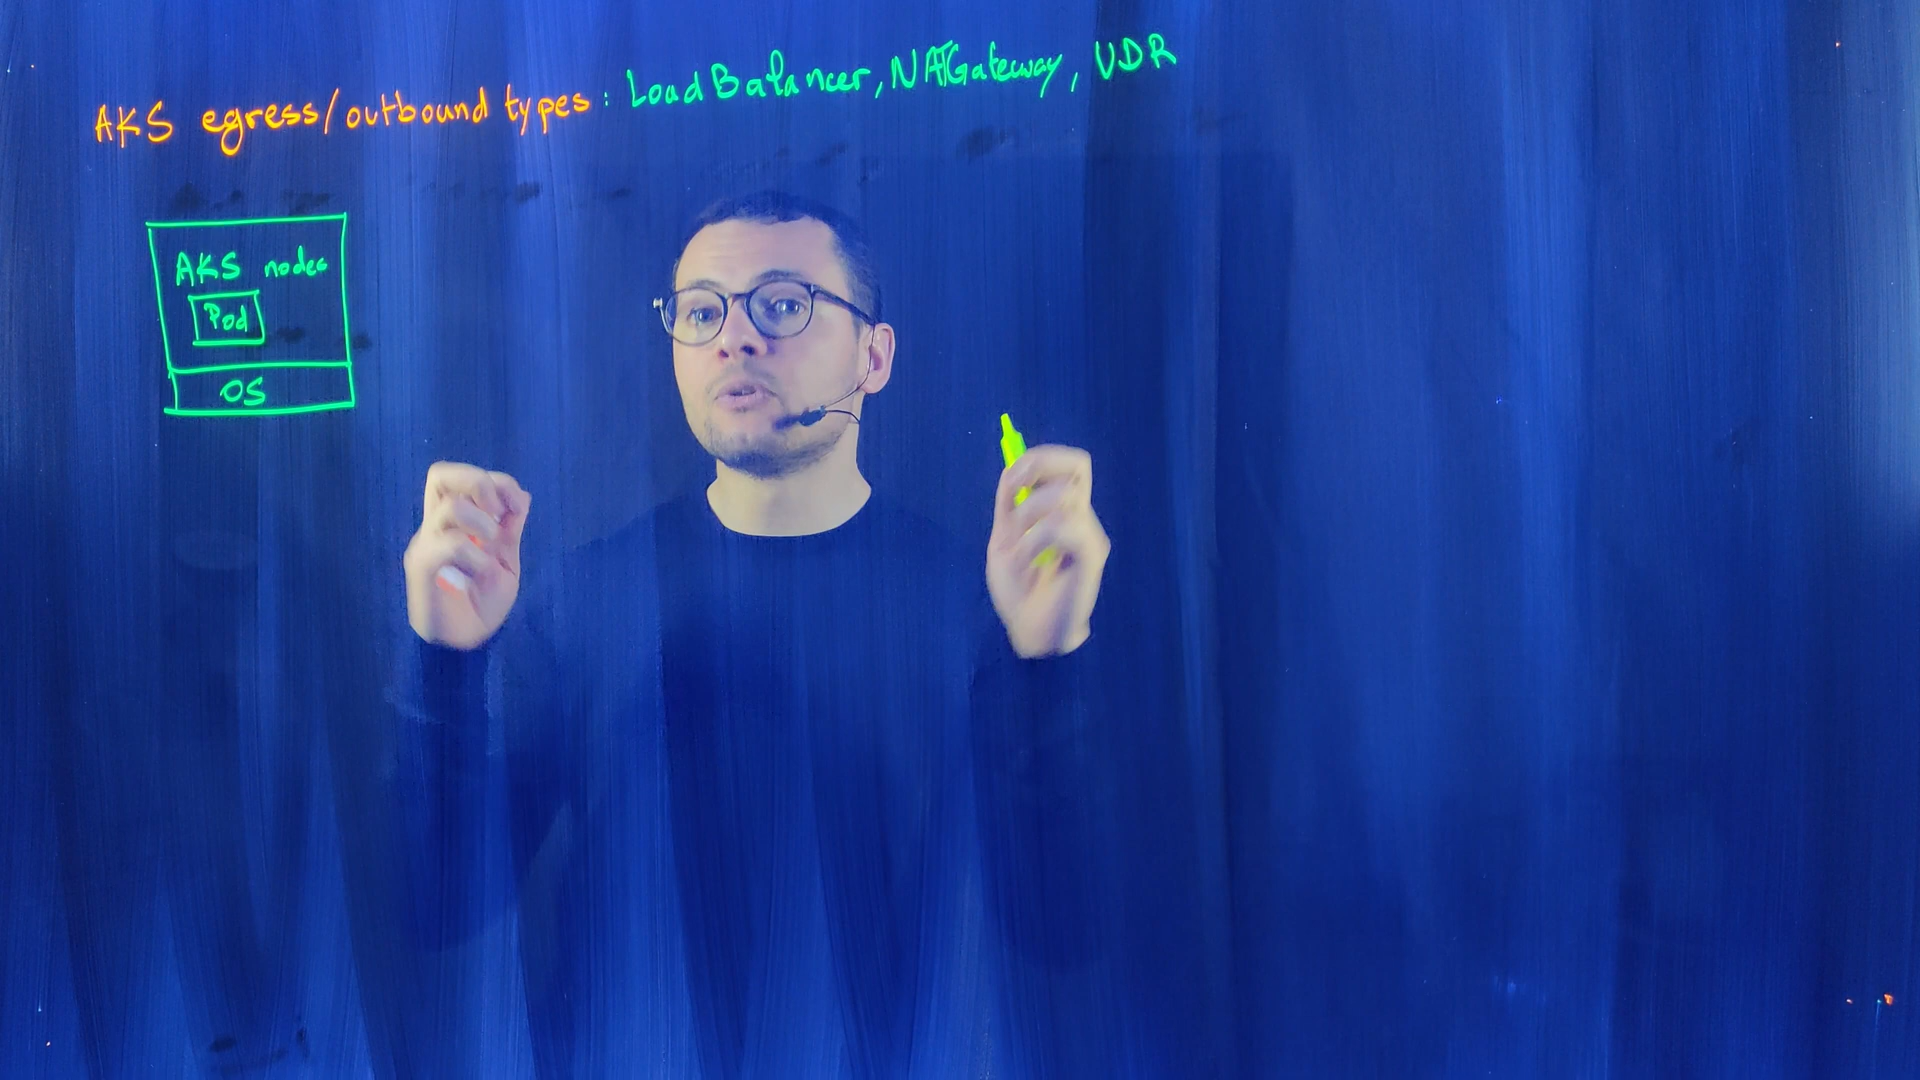 AKS egress/outbound types: LoadBalancer, NATGateway, UDR
AKS nodes
Pod
OS